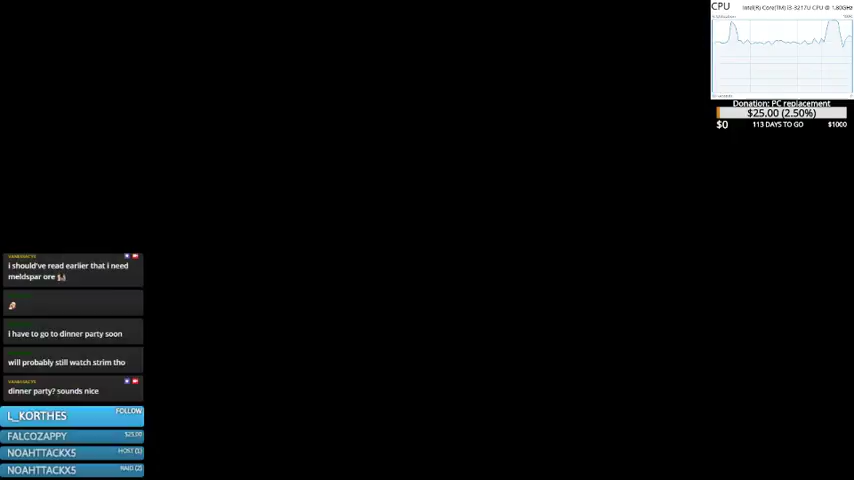 CPU
Intel(R) Core(TM) i3-3217U CPU @ 1.80GHz
% Utilisation
100%
Donation: PC replacement
$25.00 (2.50%)
$0
113 DAYS TO GO
$1000
i should've read earlier that i need
meldspar ore
i have to go to dinner party soon
will probably still watch strim tho
dinner party? sounds nice
L_KORTHES
FOLLOW
FALCOZAPPY
$25.00
NOAHTTACKX5
HOST (1)
NOAHTTACKX5
RAID (2)